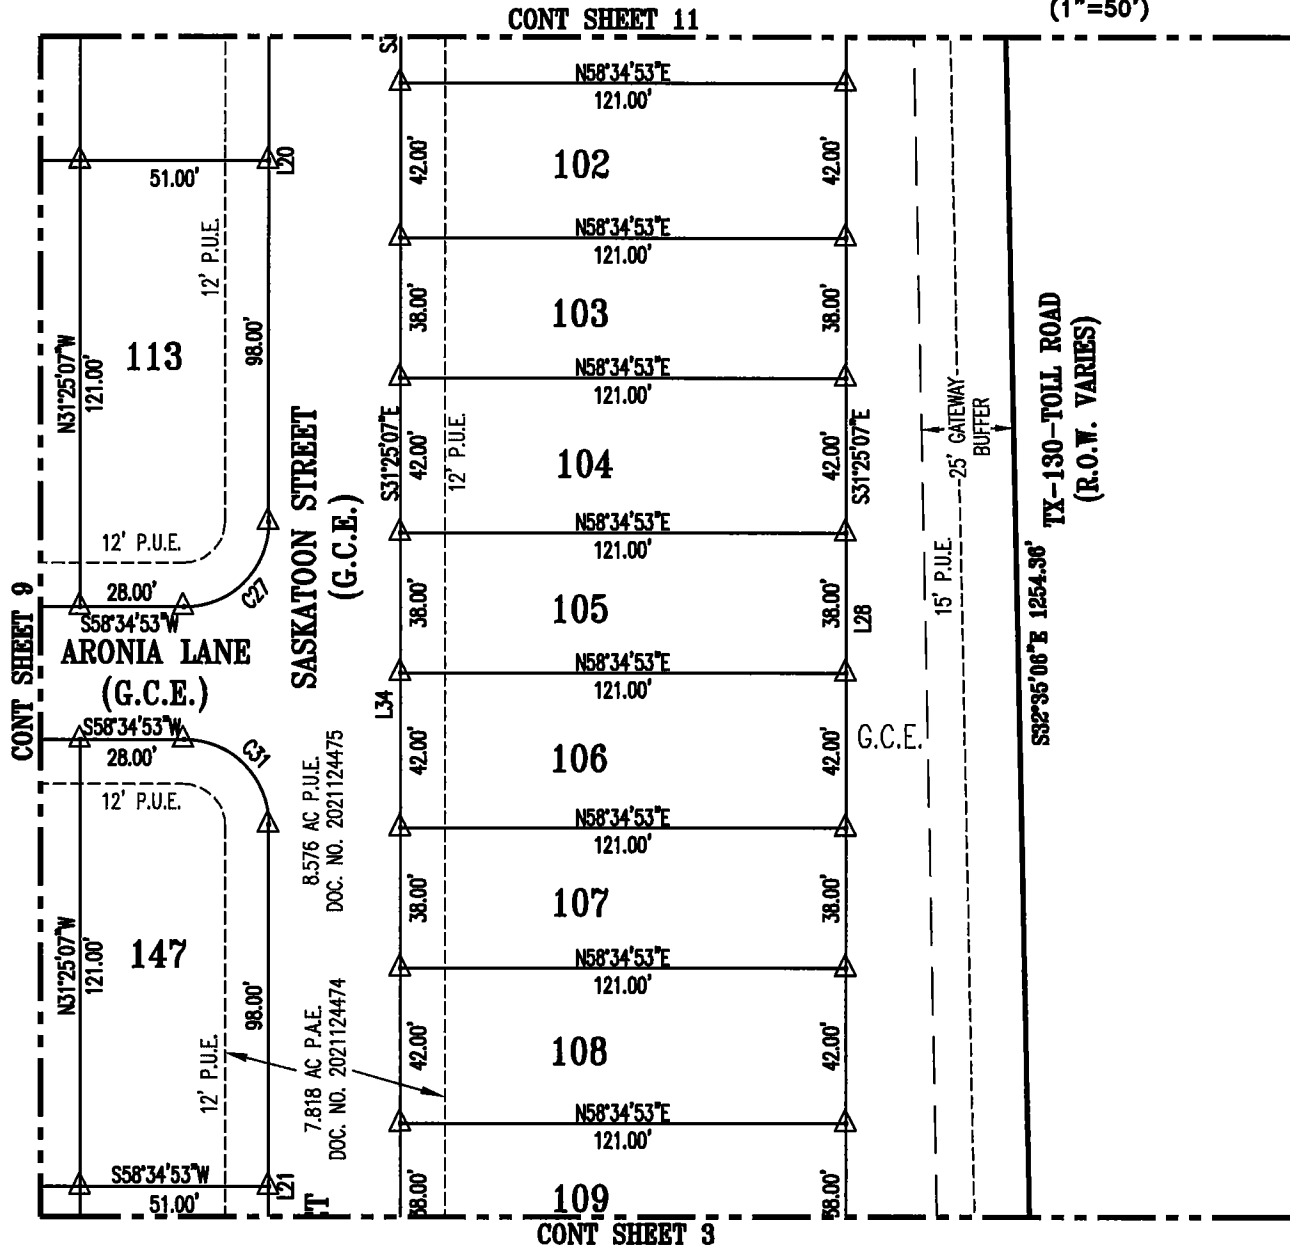 (1"=50')
CONT SHEET 11
N58°34'53"E
121.00'
51.00'
L20
42.00'
102
42.00'
12' P.U.E.
N58°34'53"E
121.00'
113
N31°25'07"W
121.00'
98.00'
38.00'
103
38.00'
N58°34'53"E
121.00'
S31°25'07"E
42.00'
12' P.U.E.
104
42.00'
S31°25'07"E
25' GATEWAY
BUFFER
TX-130-TOLL ROAD
(R.O.W. VARIES)
SASKATOON STREET
(G.C.E.)
N58°34'53"E
121.00'
12' P.U.E.
28.00'
C27
S58°34'53"W
38.00'
105
38.00'
L28
15' P.U.E.
S32°35'06"E 1254.36'
CONT SHEET 9
ARONIA LANE
(G.C.E.)
N58°34'53"E
121.00'
L34
S58°34'53"W
28.00'
C31
12' P.U.E.
42.00'
106
42.00'
G.C.E.
8.576 AC P.U.E.
DOC. NO. 2021124475
N58°34'53"E
121.00'
38.00'
107
38.00'
N31°25'07"W
121.00'
147
98.00'
N58°34'53"E
121.00'
7.818 AC P.A.E.
DOC. NO. 2021124474
12' P.U.E.
42.00'
108
42.00'
N58°34'53"E
121.00'
S58°34'53"W
51.00'
L21
109
CONT SHEET 3